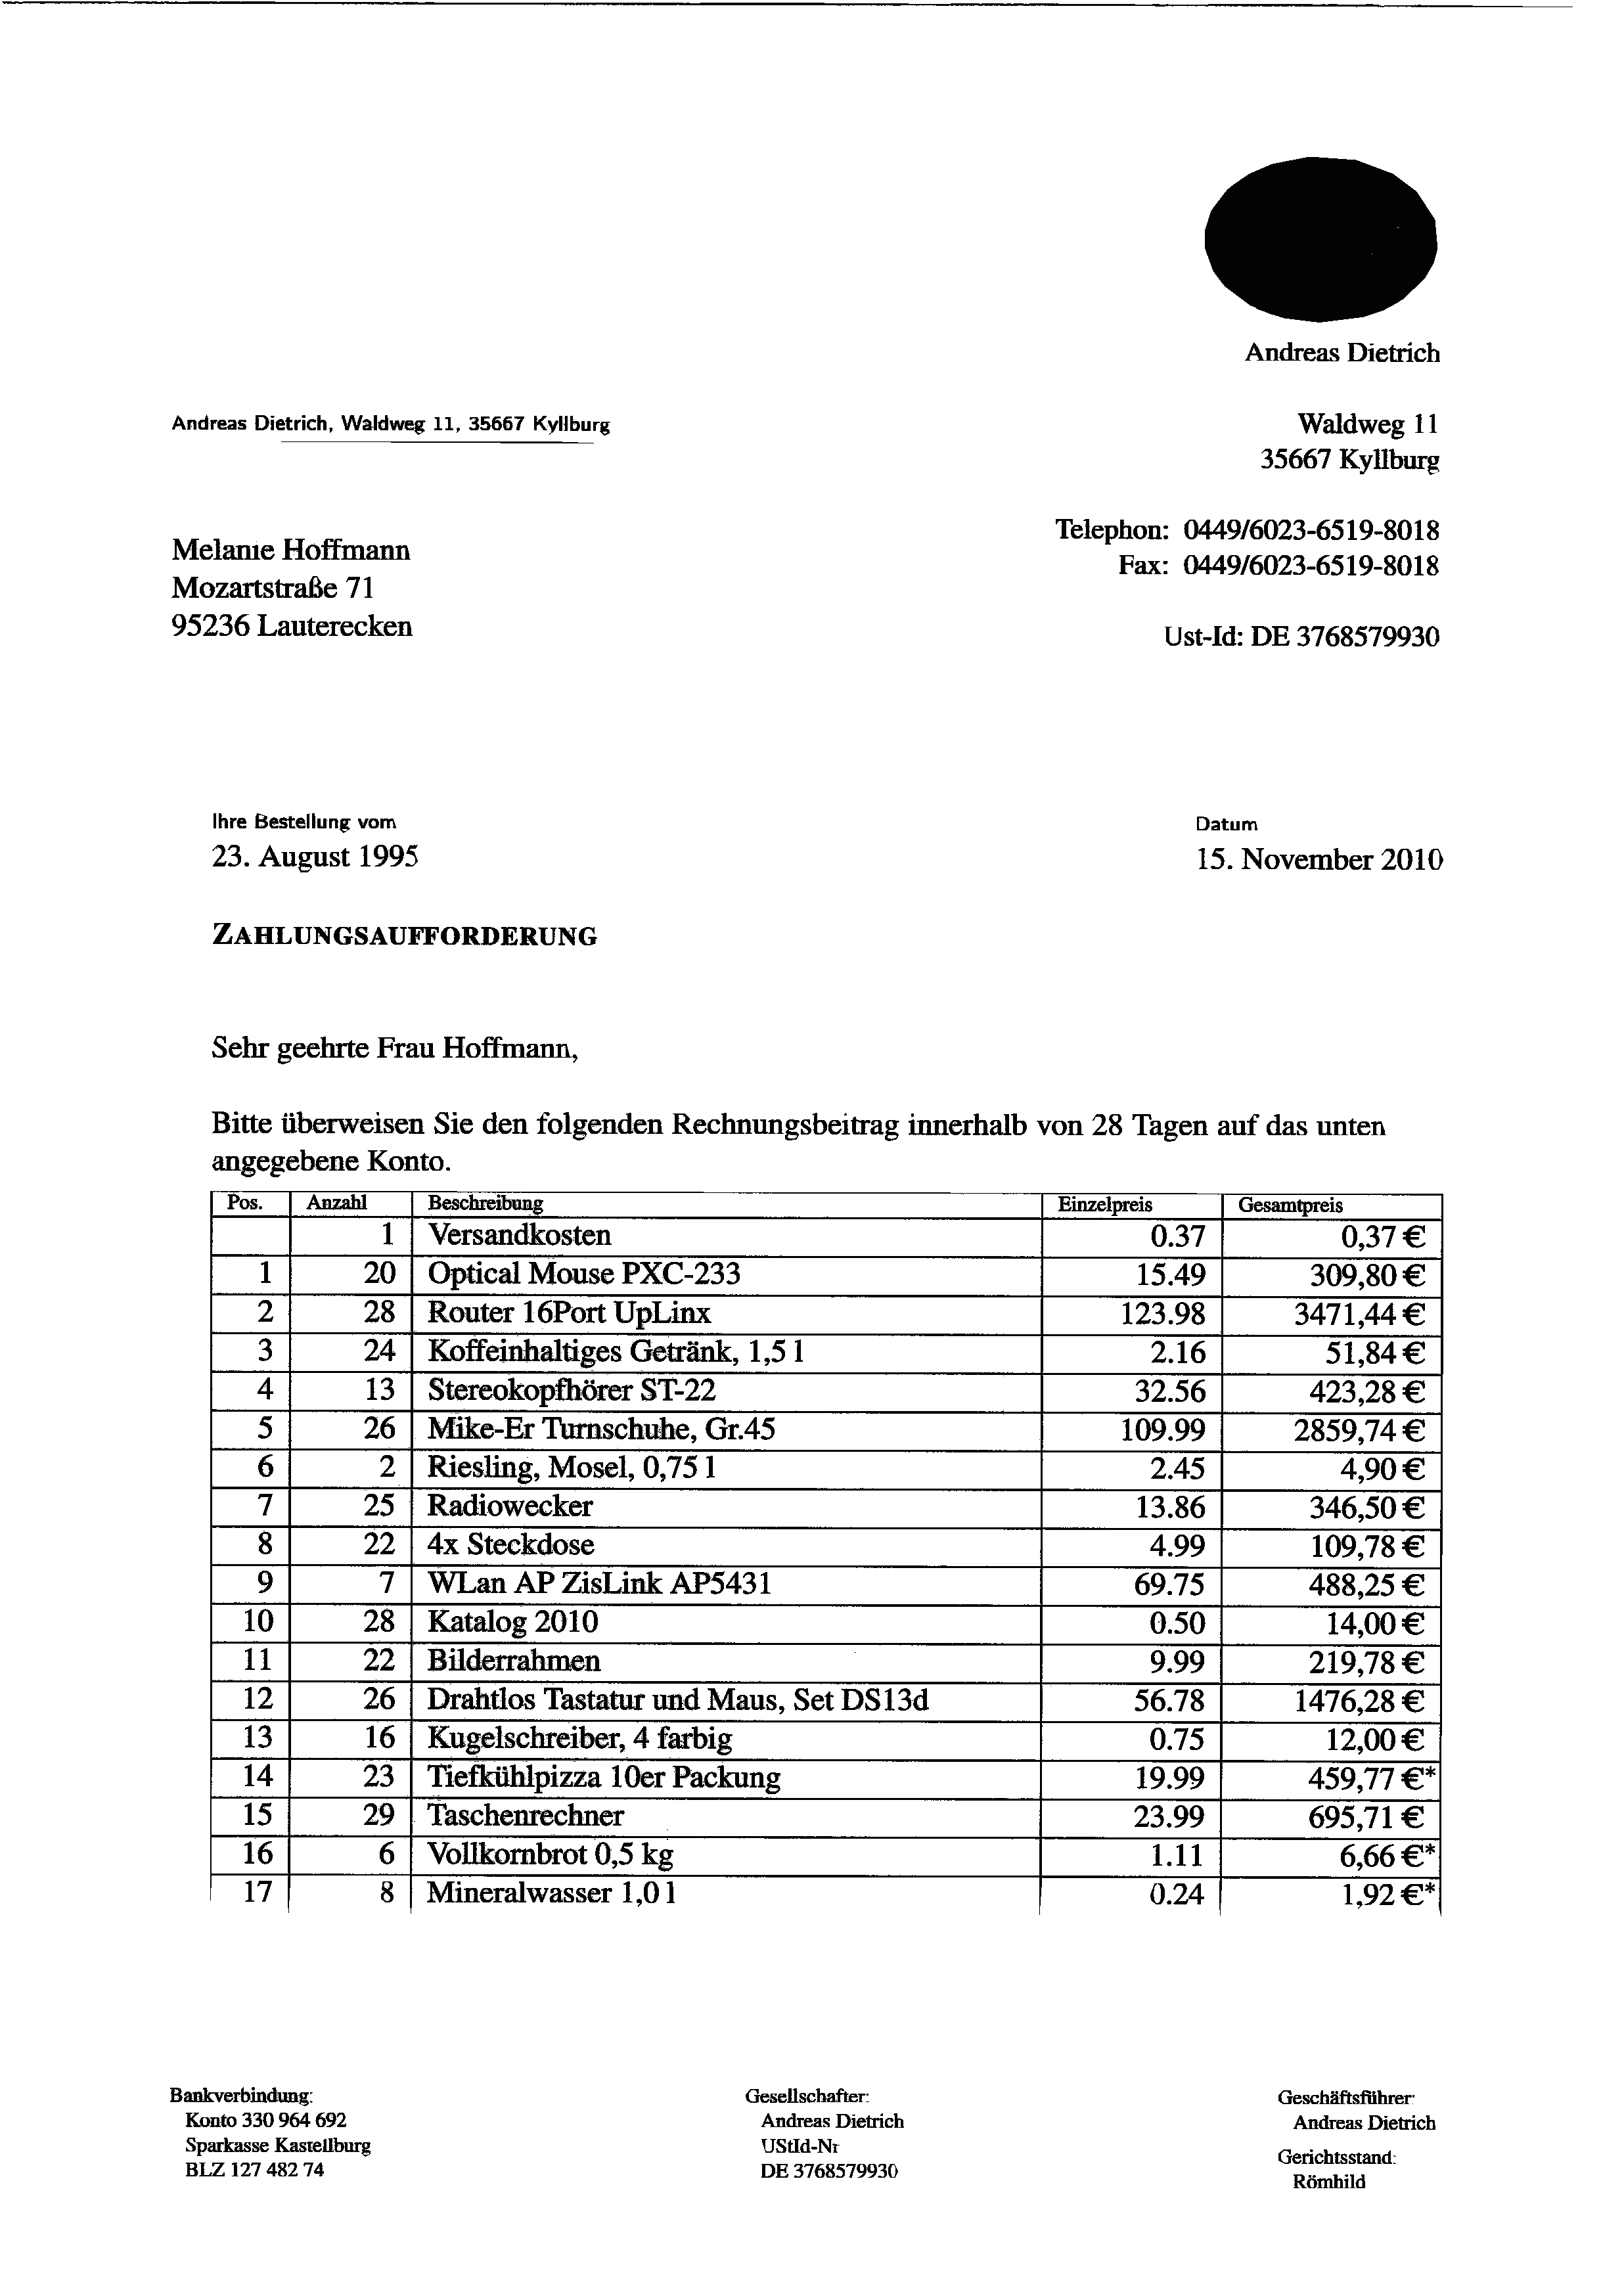 Andreas Dietrich
Andreas Dietrich, Waldweg 11, 35667 Kyllburg
Waldweg 11
35667 Kyllburg
Telephon: 0449/6023-6519-8018
Fax: 0449/6023-6519-8018
Ust-Id: DE 3768579930
Melanie Hoffmann
Mozartstraße 71
95236 Lauterecken
Ihre Bestellung vom
23. August 1995
Datum
15. November 2010
ZAHLUNGSAUFFORDERUNG
Sehr geehrte Frau Hoffmann,
Bitte überweisen Sie den folgenden Rechnungsbeitrag innerhalb von 28 Tagen auf das unten
angegebene Konto.
Pos. Anzahl Beschreibung Einzelpreis Gesamtpreis
1 Versandkosten 0.37 0,37 €
1 20 Optical Mouse PXC-233 15.49 309,80 €
2 28 Router 16Port UpLinx 123.98 3471,44 €
3 24 Koffeinhaltiges Getränk, 1,5 l 2.16 51,84 €
4 13 Stereokopfhörer ST-22 32.56 423,28 €
5 26 Mike-Er Turnschuhe, Gr.45 109.99 2859,74 €
6 2 Riesling, Mosel, 0,75 l 2.45 4,90 €
7 25 Radiowecker 13.86 346,50 €
8 22 4x Steckdose 4.99 109,78 €
9 7 WLan AP ZisLink AP5431 69.75 488,25 €
10 28 Katalog 2010 0.50 14,00 €
11 22 Bilderrahmen 9.99 219,78 €
12 26 Drahtlos Tastatur und Maus, Set DS13d 56.78 1476,28 €
13 16 Kugelschreiber, 4 farbig 0.75 12,00 €
14 23 Tiefkühlpizza 10er Packung 19.99 459,77 €*
15 29 Taschenrechner 23.99 695,71 €
16 6 Vollkornbrot 0,5 kg 1.11 6,66 €*
17 8 Mineralwasser 1,0 l 0.24 1,92 €*
Bankverbindung:
Konto 330 964 692
Sparkasse Kastellburg
BLZ 127 482 74
Gesellschafter:
Andreas Dietrich
UStId-Nr
DE 3768579930
Geschäftsführer
Andreas Dietrich
Gerichtsstand:
Römhild